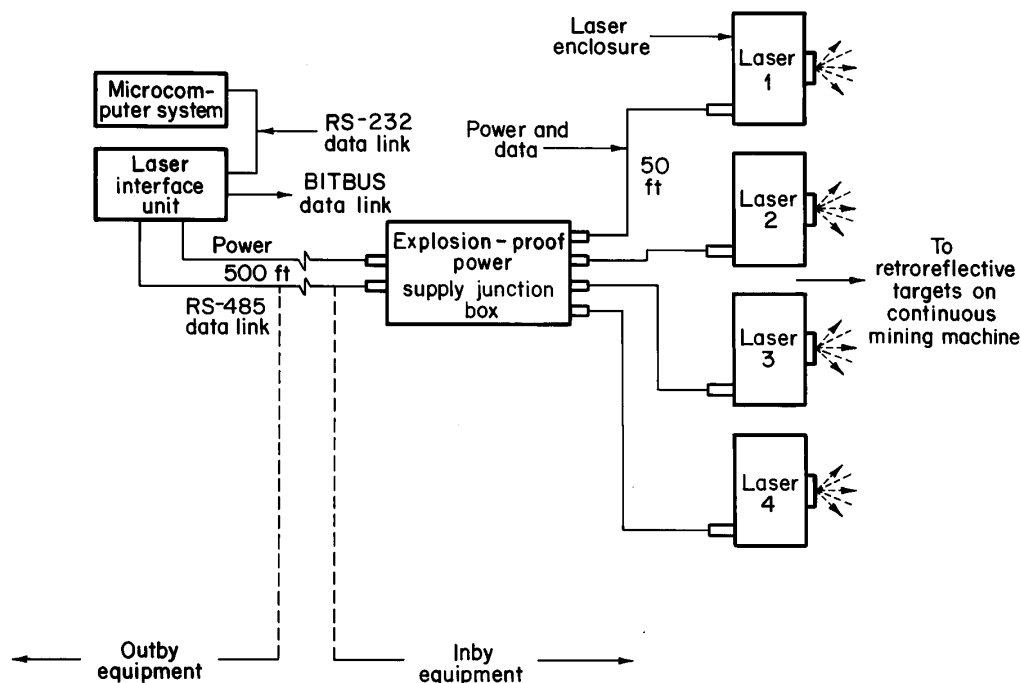 Laser
enclosure
Laser
1
Microcom-
puter system
RS-232
data link
Power and
data
50
ft
Laser
interface
unit
BITBUS
data link
Laser
2
Power
500 ft
RS-485
data link
Explosion-proof
power
supply junction
box
To
retroreflective
targets on
continuous
mining machine
Laser
3
Laser
4
Outby
equipment
Inby
equipment